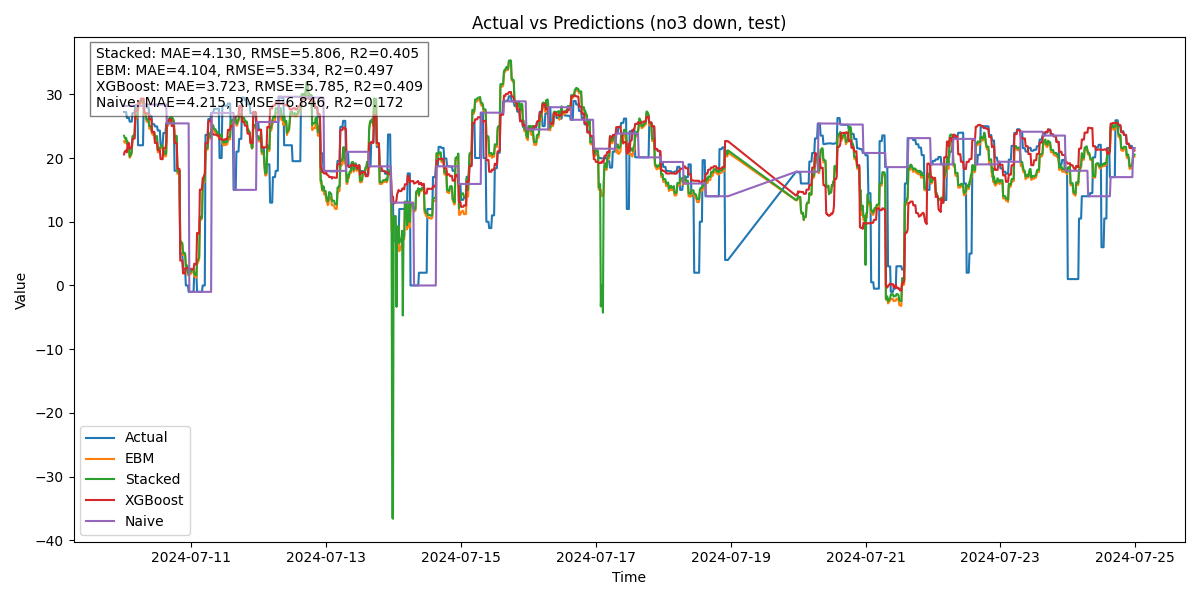 Actual vs Predictions (no3 down, test)
Stacked: MAE=4.130, RMSE=5.806, R2=0.405
EBM: MAE=4.104, RMSE=5.334, R2=0.497
XGBoost: MAE=3.723, RMSE=5.785, R2=0.409
Naive: MAE=4.215, RMSE=6.846, R2=0.172
30
20
10
0
−10
−20
−30
−40
Value
Actual
EBM
Stacked
XGBoost
Naive
2024-07-11 2024-07-13 2024-07-15 2024-07-17 2024-07-19 2024-07-21 2024-07-23 2024-07-25
Time